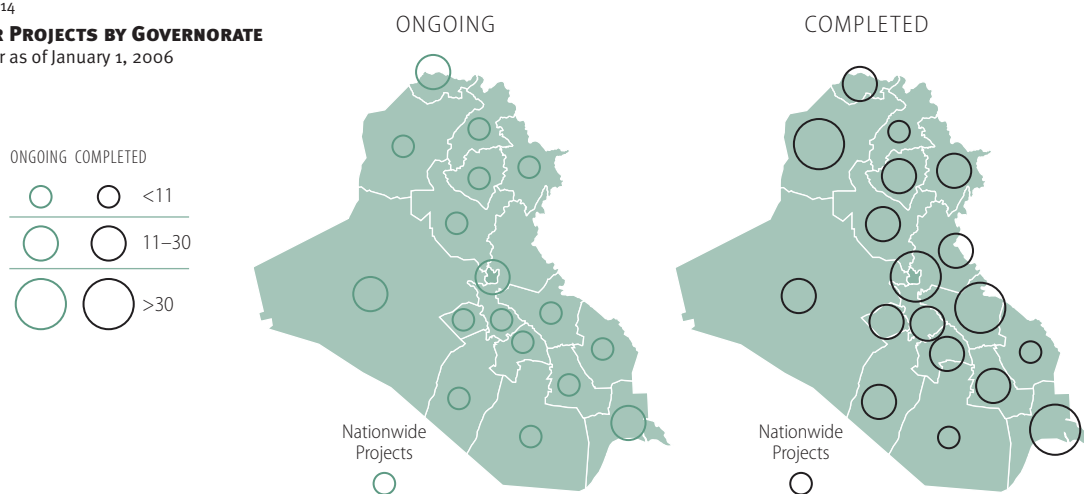 14
Projects by Governorate
as of January 1, 2006
ONGOING
COMPLETED
ONGOING COMPLETED
<11
11–30
>30
Nationwide
Projects
Nationwide
Projects